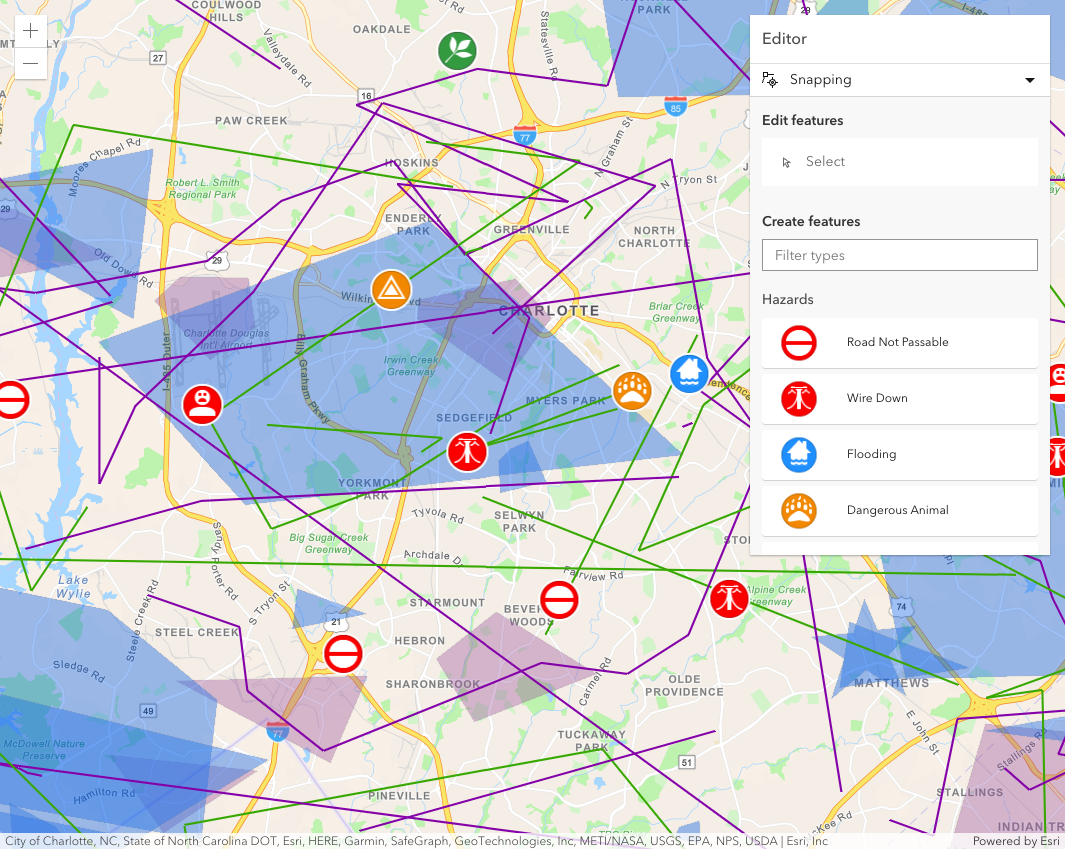 COULWOOD
HILLS
OAKDALE
Valleydale Rd
Statesville Rd
PARK
29
I-485
27
16
85
77
PAW CREEK
N Graham St
Moores Chapel Rd
HOSKINS
Robert L. Smith
Regional Park
N Tryon St
29
ENDERLY
PARK
GREENVILLE
NORTH
CHARLOTTE
Old Dowd Rd
29
CHARLOTTE
Briar Creek
Greenway
Charlotte Douglas
Int'l Airport
I-485 Outer
Billy Graham Pkwy
Irwin Creek
Greenway
MYERS PARK
SEDGEFIELD
YORKMONT
PARK
Tyvola Rd
SELWYN
PARK
Big Sugar Creek
Greenway
Archdale Dr
Sandy Porter Rd
Fairview Rd
Lake
Wylie
S Tryon St
STARMOUNT
Alpine Creek
Greenway
74
Steele Creek Rd
STEEL CREEK
21
HEBRON
Sledge Rd
SHARONBROOK
Carmel Rd
OLDE
PROVIDENCE
MATTHEWS
49
E John St
77
McDowell Nature
Preserve
TUCKAWAY
PARK
51
Stallings Rd
Hamilton Rd
PINEVILLE
STALLINGS
Editor
Snapping
Edit features
Select
Create features
Filter types
Hazards
Road Not Passable
Wire Down
Flooding
Dangerous Animal
City of Charlotte, NC, State of North Carolina DOT, Esri, HERE, Garmin, SafeGraph, GeoTechnologies, Inc, METI/NASA, USGS, EPA, NPS, USDA | Esri, Inc
Powered by Esri